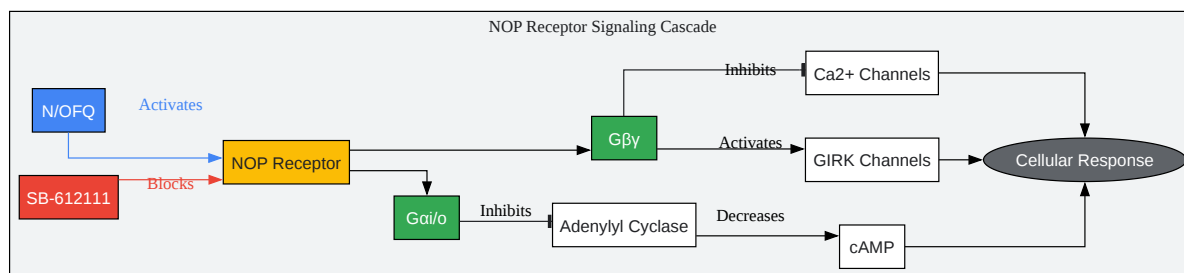 NOP Receptor Signaling Cascade
Inhibits
Ca2+ Channels
N/OFQ
Activates
Gβγ
Activates
GIRK Channels
Cellular Response
NOP Receptor
SB-612111
Blocks
Gαi/o
Inhibits
Adenylyl Cyclase
Decreases
cAMP